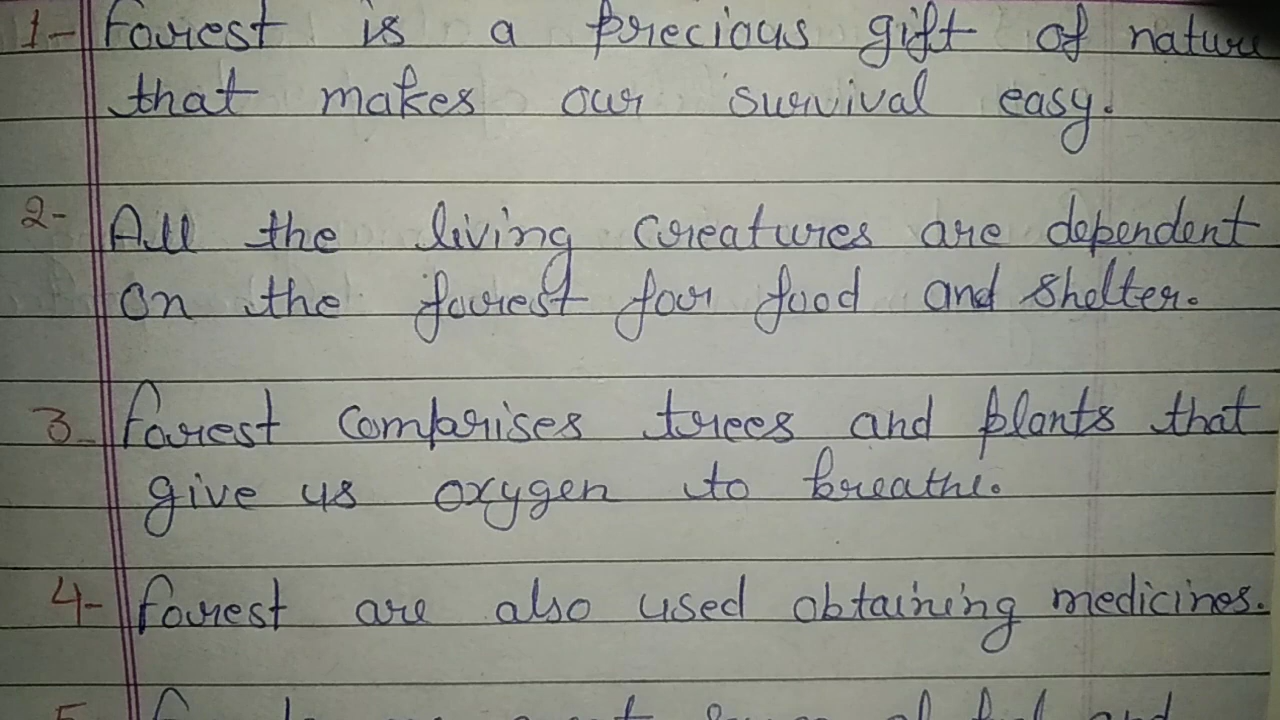 1- Forest is a precious gift of nature
that makes our survival easy.
2- All the living creatures are dependent
on the forest for food and shelter.
3- Forest comprises trees and plants that
give us oxygen to breathe.
4- Forest are also used obtaining medicines.
5-